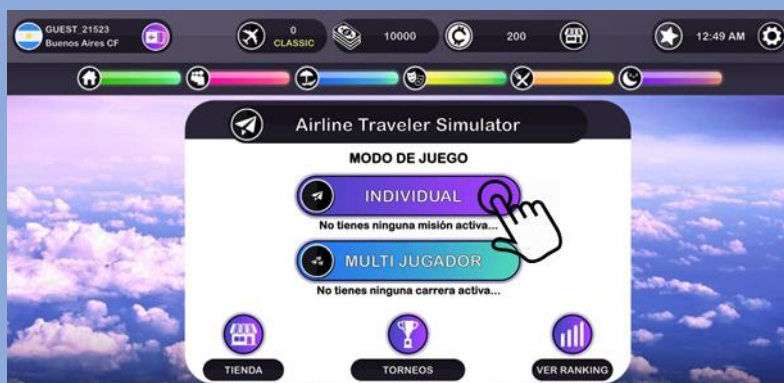 GUEST_21523
Buenos Aires CF
0
CLASSIC
10000
200
12:49 AM
Airline Traveler Simulator
MODO DE JUEGO
INDIVIDUAL
No tienes ninguna misión activa...
MULTI JUGADOR
No tienes ninguna carrera activa...
TIENDA
TORNEOS
VER RANKING